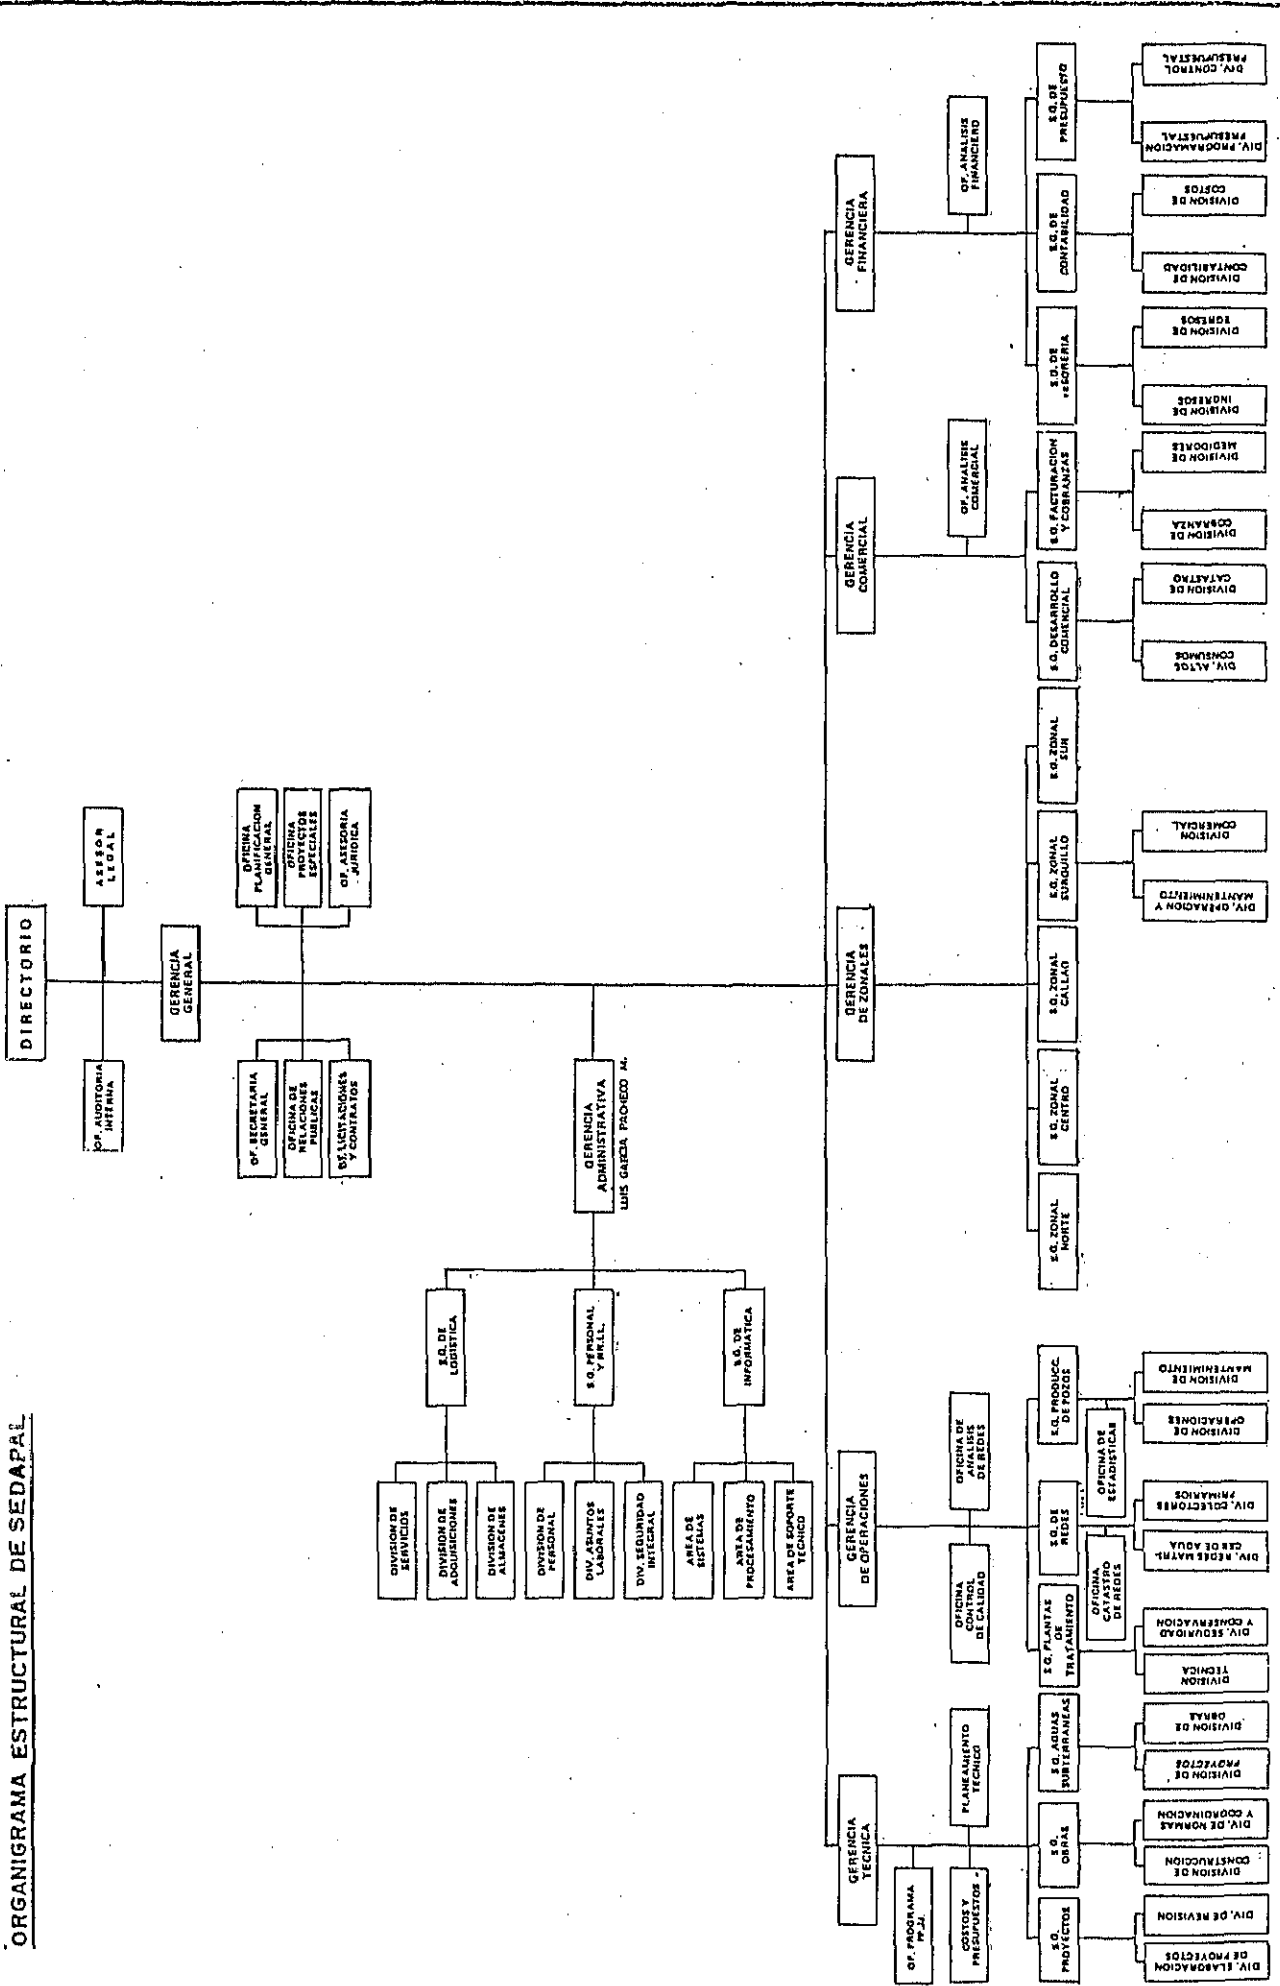 ORGANIGRAMA ESTRUCTURAL DE SEDAPAL
DIRECTORIO
OF. AUDITORIA
INTERNA
ASESOR
LEGAL
GERENCIA
GENERAL
OF. SECRETARIA
GENERAL
OFICINA DE
RELACIONES
PUBLICAS
OF. LICITACIONES
Y CONTRATOS
OFICINA
PLANIFICACION
GENERAL
OFICINA
PROYECTOS
ESPECIALES
OF. ASESORIA
JURIDICA
GERENCIA
ADMINISTRATIVA
LUIS GARCIA PACHECO M.
S.G. DE
LOGISTICA
S.G. PERSONAL
Y RR.LL.
S.G. DE
INFORMATICA
DIVISION DE
SERVICIOS
DIVISION DE
ADQUISICIONES
DIVISION DE
ALMACENES
DIVISION DE
PERSONAL
DIV. ASUNTOS
LABORALES
DIV. SEGURIDAD
INTEGRAL
AREA DE
SISTEMAS
AREA DE
PROCESAMIENTO
AREA DE SOPORTE
TECNICO
GERENCIA
TECNICA
GERENCIA
DE OPERACIONES
GERENCIA
DE ZONALES
GERENCIA
COMERCIAL
GERENCIA
FINANCIERA
OF. PROGRAMA
PP.JJ.
COSTOS Y
PRESUPUESTOS
PLANEAMIENTO
TECNICO
OFICINA
CONTROL
DE CALIDAD
OFICINA DE
ANALISIS
DE REDES
OF. ANALISIS
COMERCIAL
OF. ANALISIS
FINANCIERO
S.G.
PROYECTOS
S.G.
OBRAS
S.G. AGUAS
SUBTERRANEAS
S.G. PLANTAS
DE
TRATAMIENTO
S.G. DE
REDES
S.G. PRODUCC.
DE POZOS
S.G. ZONAL
NORTE
S.G. ZONAL
CENTRO
S.G. ZONAL
CALLAO
S.G. ZONAL
SURQUILLO
S.G. ZONAL
SUR
S.G. DESARROLLO
COMERCIAL
S.G. FACTURACION
Y COBRANZAS
S.G. DE
TESORERIA
S.G. DE
CONTABILIDAD
S.G. DE
PRESUPUESTO
OFICINA
CATASTRO
DE REDES
OFICINA DE
ESTADISTICAS
DIV. ELABORACION
DE PROYECTOS
DIV. DE REVISION
DIVISION DE
CONSTRUCCION
DIV. DE NORMAS
Y COORDINACION
DIVISION DE
PROYECTOS
DIVISION DE
OBRAS
DIVISION
TECNICA
DIV. SEGURIDAD
Y CONSERVACION
DIV. REDES MATRI-
CES DE AGUA
DIV. COLECTORES
PRIMARIOS
DIVISION DE
OPERACIONES
DIVISION DE
MANTENIMIENTO
DIV. OPERACION Y
MANTENIMIENTO
DIVISION
COMERCIAL
DIV. ALTOS
CONSUMOS
DIVISION DE
CATASTRO
DIVISION DE
COBRANZA
DIVISION DE
MEDIDORES
DIVISION DE
INGRESOS
DIVISION DE
EGRESOS
DIVISION DE
CONTABILIDAD
DIVISION DE
COSTOS
DIV. PROGRAMACION
PRESUPUESTAL
DIV. CONTROL
PRESUPUESTAL